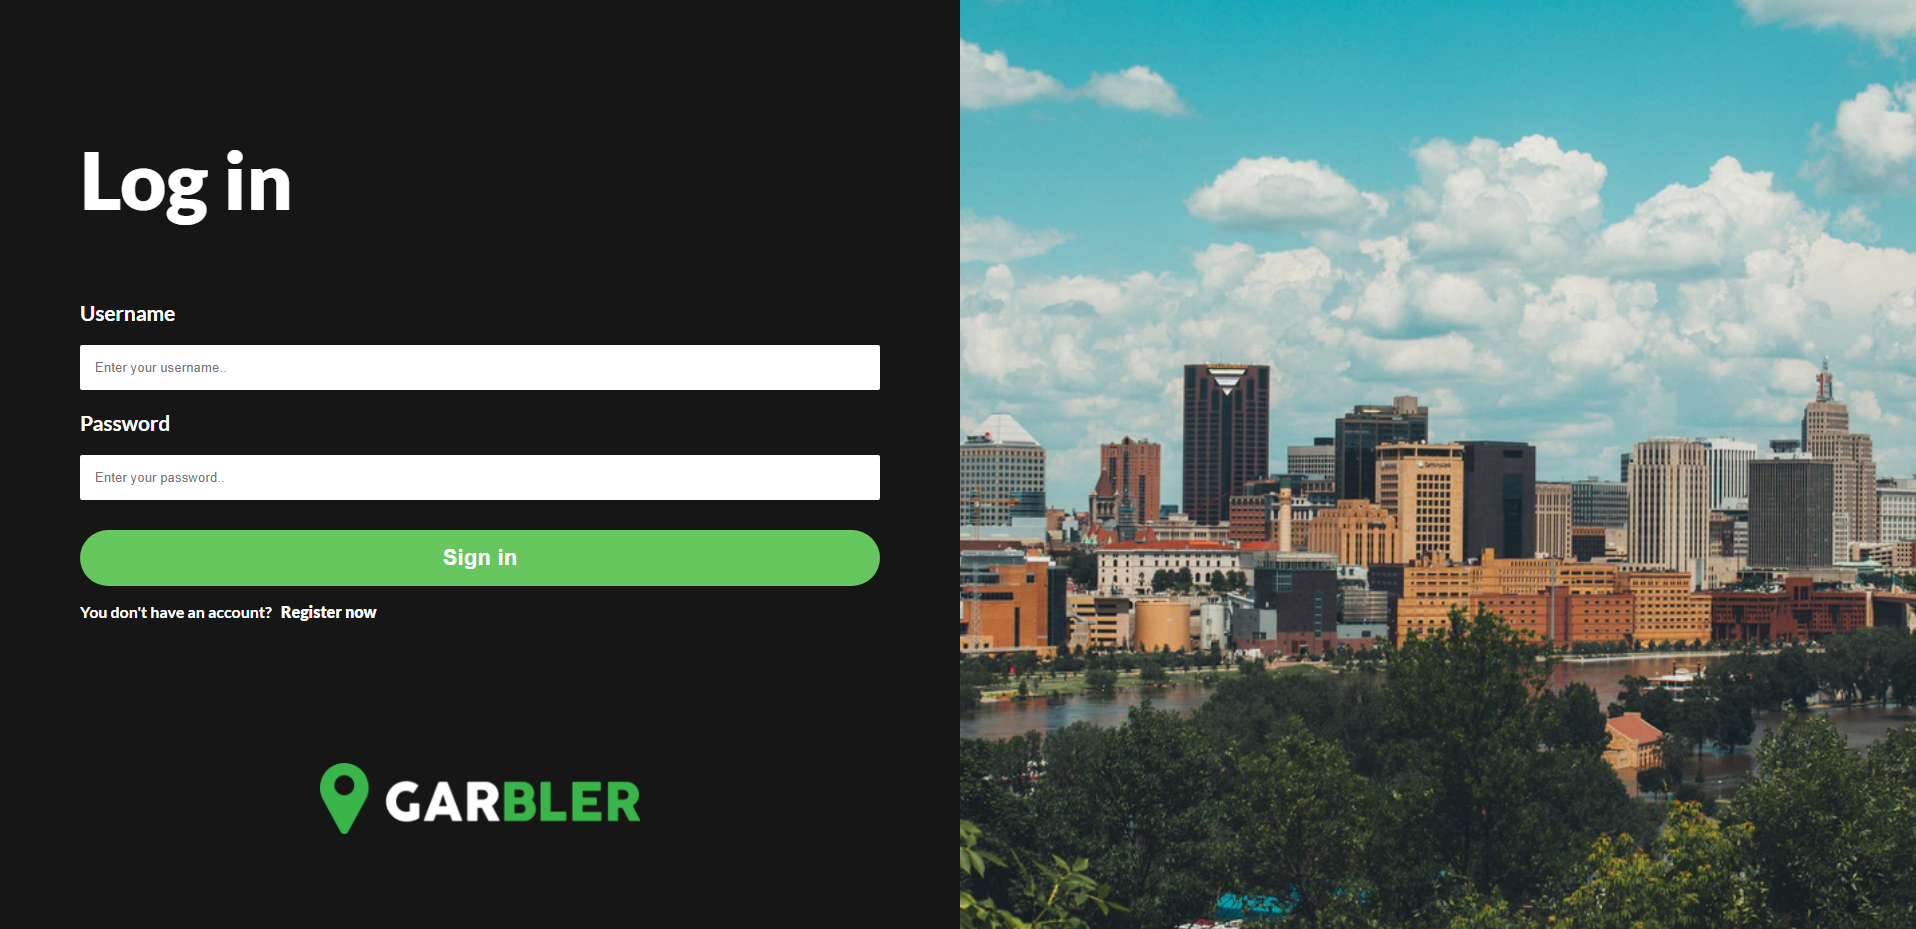 Log in
Username
Enter your username..
Password
Enter your password..
Sign in
You don't have an account? Register now
GARBLER